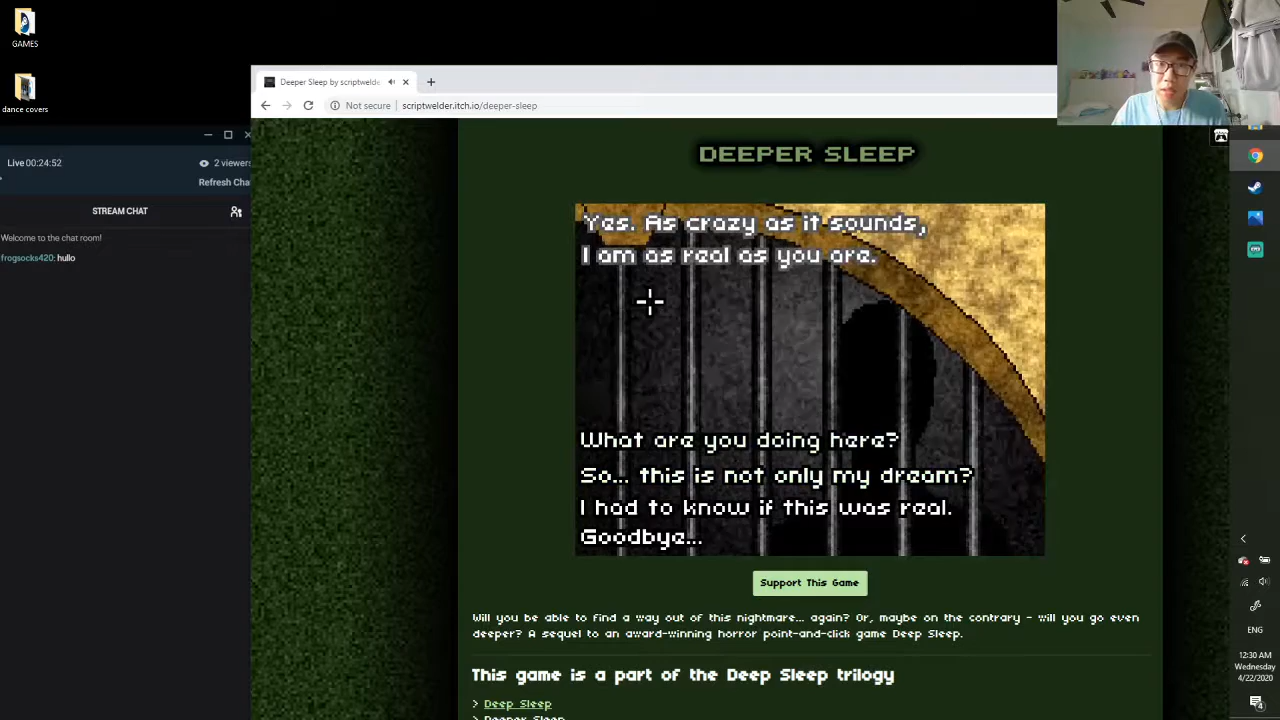 GAMES
dance covers
Deeper Sleep by scriptwelde
Not secure
scriptwelder.itch.io/deeper-sleep
Live 00:24:52
2 viewers
Refresh Cha
STREAM CHAT
Welcome to the chat room!
frogsocks420: hullo
DEEPER SLEEP
Yes. As crazy as it sounds,
I am as real as you are.
What are you doing here?
So... this is not only my dream?
I had to know if this was real.
Goodbye...
Support This Game
Will you be able to find a way out of this nightmare... again? Or, maybe on the contrary - will you go even
deeper? A sequel to an award-winning horror point-and-click game Deep Sleep.
This game is a part of the Deep Sleep trilogy
> Deep Sleep
> Deeper Sleep
ENG
12:30 AM
Wednesday
4/22/2020
4